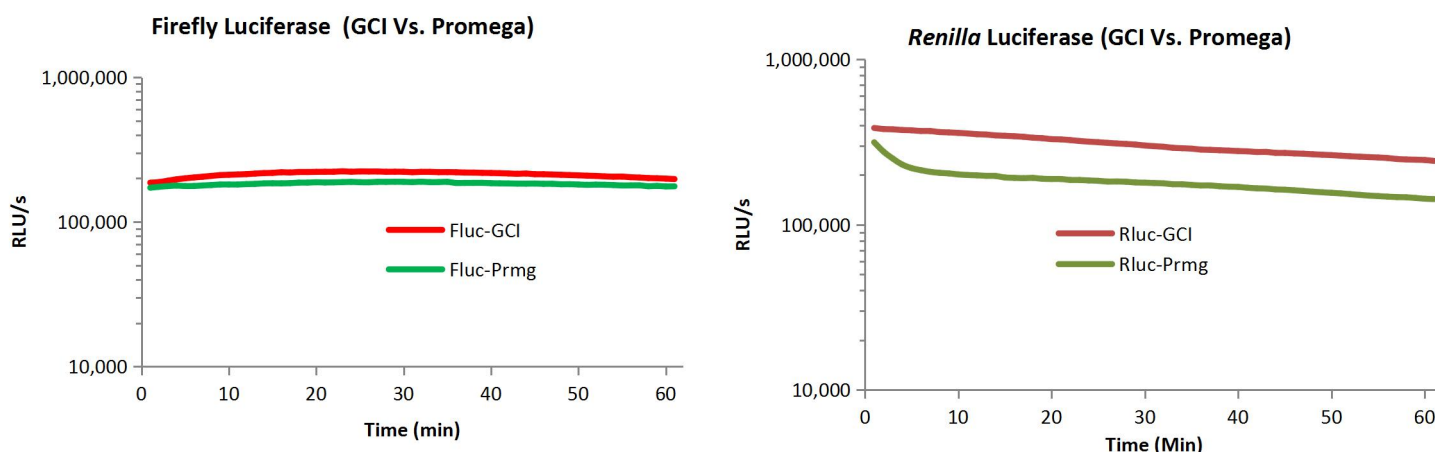 Firefly Luciferase (GCI Vs. Promega)
1,000,000
100,000
10,000
RLU/s
0 10 20 30 40 50 60
Time (min)
Fluc-GCI
Fluc-Prmg
Renilla Luciferase (GCI Vs. Promega)
1,000,000
100,000
10,000
RLU/s
0 10 20 30 40 50 60
Time (Min)
Rluc-GCI
Rluc-Prmg